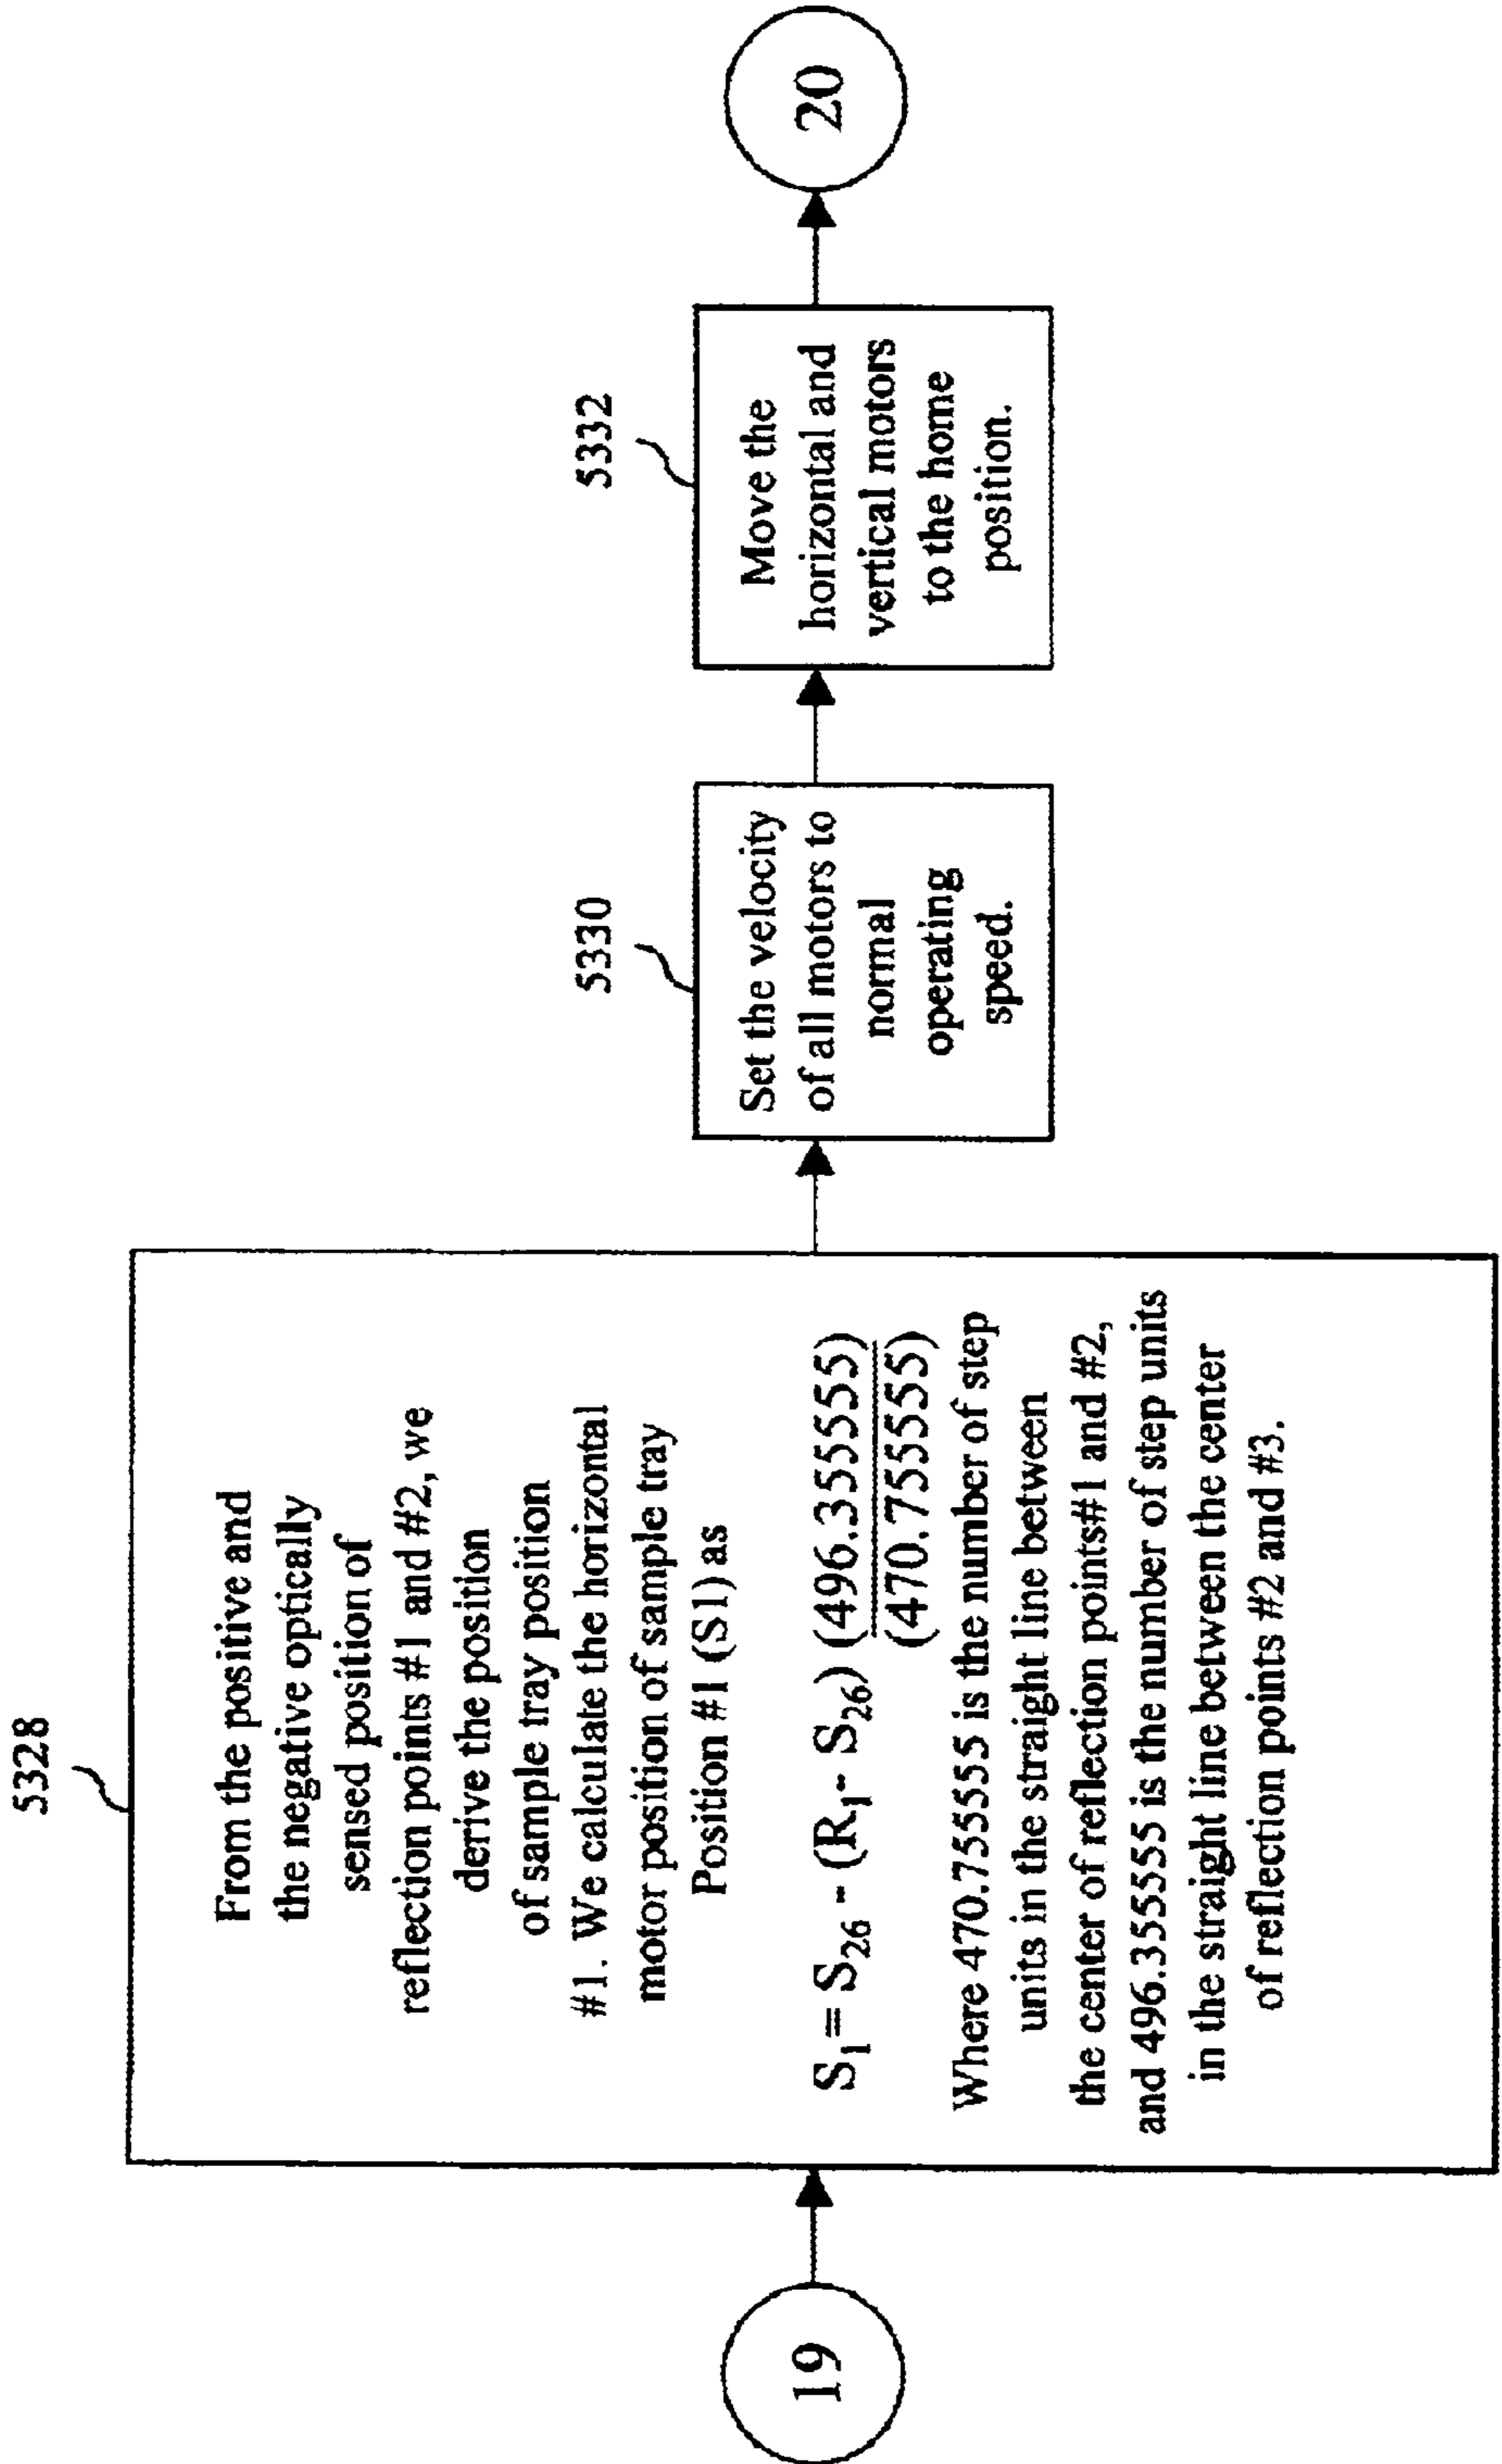 19
5328
From the positive and
the negative optically
sensed position of
reflection points #1 and #2, we
derive the position
of sample tray position
#1. We calculate the horizontal
motor position of sample tray
Position #1 (S1) as
S₁ = S₂₆ - (R₁ - S₂₆) (496.355555)
(470.755555)
Where 470.755555 is the number of step
units in the straight line between
the center of reflection points#1 and #2,
and 496.355555 is the number of step units
in the straight line between the center
of reflection points #2 and #3.
5330
Set the velocity
of all motors to
normal
operating
speed.
5332
Move the
horizontal and
vertical motors
to the home
position.
20